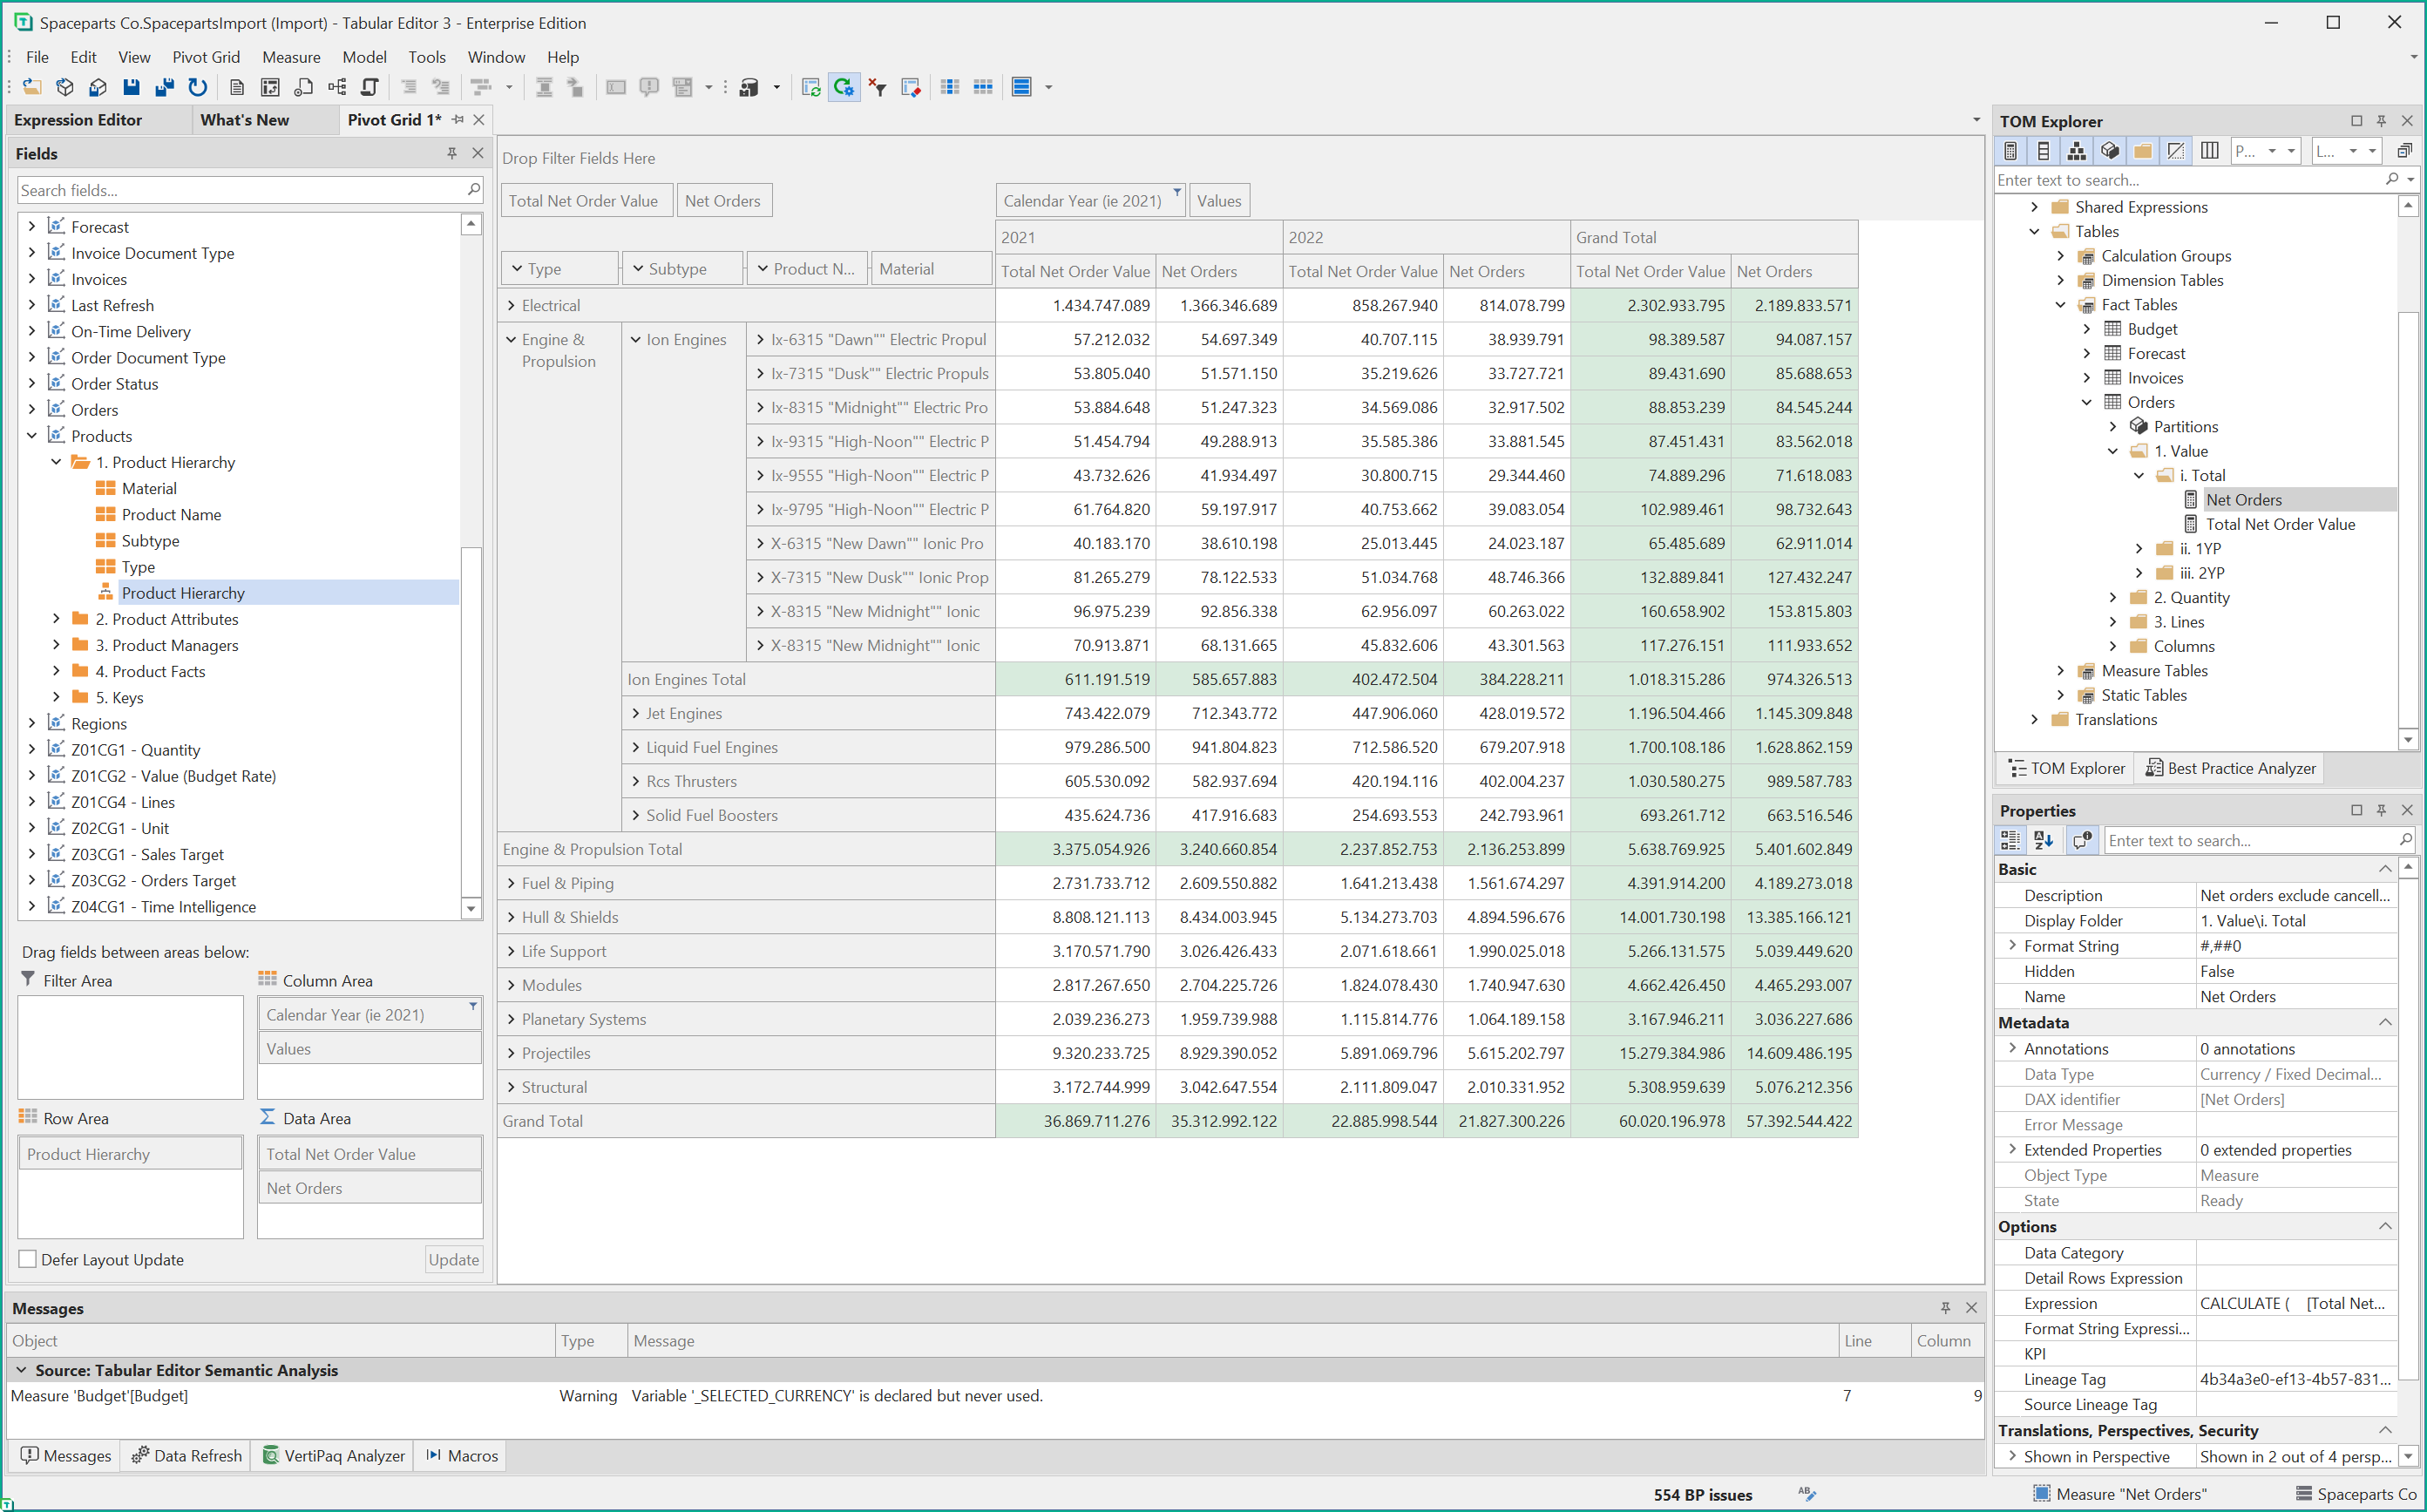 Spaceparts Co.SpacepartsImport (Import) - Tabular Editor 3 - Enterprise Edition
File Edit View Pivot Grid Measure Model Tools Window Help
Expression Editor What's New Pivot Grid 1*
Fields
Search fields...
Forecast
Invoice Document Type
Invoices
Last Refresh
On-Time Delivery
Order Document Type
Order Status
Orders
Products
1. Product Hierarchy
Material
Product Name
Subtype
Type
Product Hierarchy
2. Product Attributes
3. Product Managers
4. Product Facts
5. Keys
Regions
Z01CG1 - Quantity
Z01CG2 - Value (Budget Rate)
Z01CG4 - Lines
Z02CG1 - Unit
Z03CG1 - Sales Target
Z03CG2 - Orders Target
Z04CG1 - Time Intelligence
Drag fields between areas below:
Filter Area Column Area
Calendar Year (ie 2021)
Values
Row Area Data Area
Product Hierarchy Total Net Order Value
Net Orders
Defer Layout Update Update
Drop Filter Fields Here
Total Net Order Value Net Orders Calendar Year (ie 2021) Values
2021 2022 Grand Total
Type Subtype Product N... Material Total Net Order Value Net Orders Total Net Order Value Net Orders Total Net Order Value Net Orders
Electrical 1.434.747.089 1.366.346.689 858.267.940 814.078.799 2.302.933.795 2.189.833.571
Engine & Propulsion Ion Engines Ix-6315 "Dawn"" Electric Propul 57.212.032 54.697.349 40.707.115 38.939.791 98.389.587 94.087.157
Ix-7315 "Dusk"" Electric Propuls 53.805.040 51.571.150 35.219.626 33.727.721 89.431.690 85.688.653
Ix-8315 "Midnight"" Electric Pro 53.884.648 51.247.323 34.569.086 32.917.502 88.853.239 84.545.244
Ix-9315 "High-Noon"" Electric P 51.454.794 49.288.913 35.585.386 33.881.545 87.451.431 83.562.018
Ix-9555 "High-Noon"" Electric P 43.732.626 41.934.497 30.800.715 29.344.460 74.889.296 71.618.083
Ix-9795 "High-Noon"" Electric P 61.764.820 59.197.917 40.753.662 39.083.054 102.989.461 98.732.643
X-6315 "New Dawn"" Ionic Pro 40.183.170 38.610.198 25.013.445 24.023.187 65.485.689 62.911.014
X-7315 "New Dusk"" Ionic Prop 81.265.279 78.122.533 51.034.768 48.746.366 132.889.841 127.432.247
X-8315 "New Midnight"" Ionic 96.975.239 92.856.338 62.956.097 60.263.022 160.658.902 153.815.803
X-8315 "New Midnight"" Ionic 70.913.871 68.131.665 45.832.606 43.301.563 117.276.151 111.933.652
Ion Engines Total 611.191.519 585.657.883 402.472.504 384.228.211 1.018.315.286 974.326.513
Jet Engines 743.422.079 712.343.772 447.906.060 428.019.572 1.196.504.466 1.145.309.848
Liquid Fuel Engines 979.286.500 941.804.823 712.586.520 679.207.918 1.700.108.186 1.628.862.159
Rcs Thrusters 605.530.092 582.937.694 420.194.116 402.004.237 1.030.580.275 989.587.783
Solid Fuel Boosters 435.624.736 417.916.683 254.693.553 242.793.961 693.261.712 663.516.546
Engine & Propulsion Total 3.375.054.926 3.240.660.854 2.237.852.753 2.136.253.899 5.638.769.925 5.401.602.849
Fuel & Piping 2.731.733.712 2.609.550.882 1.641.213.438 1.561.674.297 4.391.914.200 4.189.273.018
Hull & Shields 8.808.121.113 8.434.003.945 5.134.273.703 4.894.596.676 14.001.730.198 13.385.166.121
Life Support 3.170.571.790 3.026.426.433 2.071.618.661 1.990.025.018 5.266.131.575 5.039.449.620
Modules 2.817.267.650 2.704.225.726 1.824.078.430 1.740.947.630 4.662.426.450 4.465.293.007
Planetary Systems 2.039.236.273 1.959.739.988 1.115.814.776 1.064.189.158 3.167.946.211 3.036.227.686
Projectiles 9.320.233.725 8.929.390.052 5.891.069.796 5.615.202.797 15.279.384.986 14.609.486.195
Structural 3.172.744.999 3.042.647.554 2.111.809.047 2.010.331.952 5.308.959.639 5.076.212.356
Grand Total 36.869.711.276 35.312.992.122 22.885.998.544 21.827.300.226 60.020.196.978 57.392.544.422
TOM Explorer
P... L...
Enter text to search...
Shared Expressions
Tables
Calculation Groups
Dimension Tables
Fact Tables
Budget
Forecast
Invoices
Orders
Partitions
1. Value
i. Total
Net Orders
Total Net Order Value
ii. 1YP
iii. 2YP
2. Quantity
3. Lines
Columns
Measure Tables
Static Tables
Translations
TOM Explorer Best Practice Analyzer
Properties
Enter text to search...
Basic
Description Net orders exclude cancell...
Display Folder 1. Value\i. Total
Format String #,##0
Hidden False
Name Net Orders
Metadata
Annotations 0 annotations
Data Type Currency / Fixed Decimal...
DAX identifier [Net Orders]
Error Message
Extended Properties 0 extended properties
Object Type Measure
State Ready
Options
Data Category
Detail Rows Expression
Expression CALCULATE ( [Total Net...
Format String Expressi...
KPI
Lineage Tag 4b34a3e0-ef13-4b57-831...
Source Lineage Tag
Translations, Perspectives, Security
Shown in Perspective Shown in 2 out of 4 persp...
Messages
Object Type Message Line Column
Source: Tabular Editor Semantic Analysis
Measure 'Budget'[Budget] Warning Variable '_SELECTED_CURRENCY' is declared but never used. 7 9
Messages Data Refresh VertiPaq Analyzer Macros
554 BP issues Measure "Net Orders" Spaceparts Co